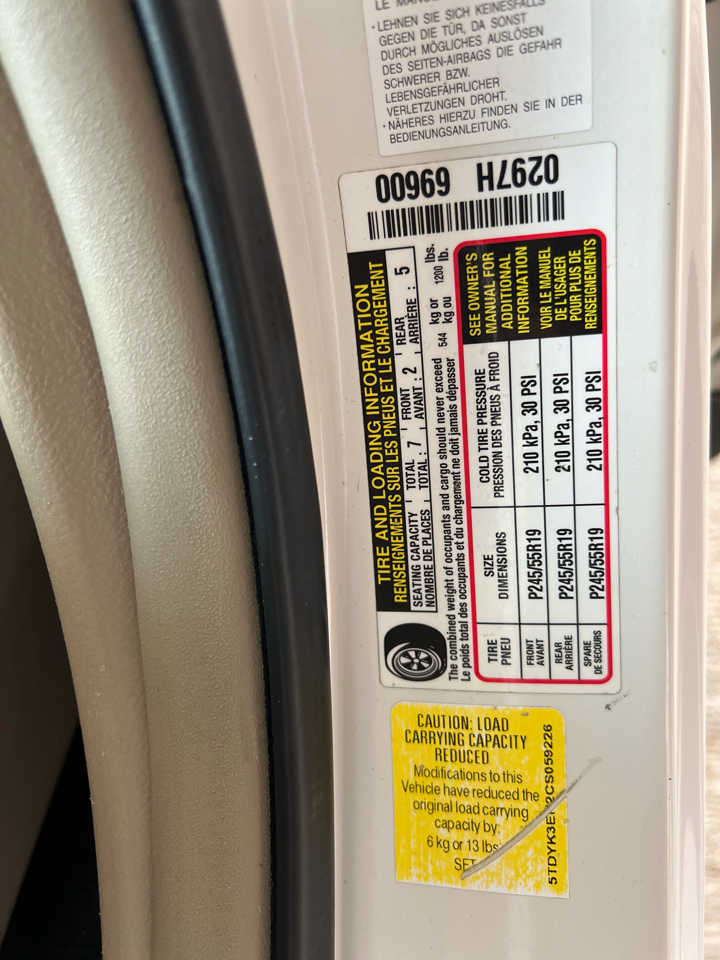 LE MANUE
· LEHNEN SIE SICH KEINESFALLS
GEGEN DIE TÜR, DA SONST
DURCH MÖGLICHES AUSLÖSEN
DES SEITEN-AIRBAGS DIE GEFAHR
SCHWERER BZW.
LEBENSGEFÄHRLICHER
VERLETZUNGEN DROHT.
· NÄHERES HIERZU FINDEN SIE IN DER
BEDIENUNGSANLEITUNG.
0297H 69600
TIRE AND LOADING INFORMATION
RENSEIGNEMENTS SUR LES PNEUS ET LE CHARGEMENT
SEATING CAPACITY TOTAL 7 FRONT 2 REAR 5
NOMBRE DE PLACES TOTAL : AVANT : ARRIÈRE :
The combined weight of occupants and cargo should never exceed 544 kg or 1200 lbs.
Le poids total des occupants et du chargement ne doit jamais dépasser kg ou lb.
TIRE SIZE COLD TIRE PRESSURE
PNEU DIMENSIONS PRESSION DES PNEUS À FROID
FRONT P245/55R19 210 kPa, 30 PSI
AVANT
REAR P245/55R19 210 kPa, 30 PSI
ARRIÈRE
SPARE P245/55R19 210 kPa, 30 PSI
DE SECOURS
SEE OWNER'S
MANUAL FOR
ADDITIONAL
INFORMATION
VOIR LE MANUEL
DE L'USAGER
POUR PLUS DE
RENSEIGNEMENTS
CAUTION: LOAD
CARRYING CAPACITY
REDUCED
Modifications to this
Vehicle have reduced the
original load carrying
capacity by:
6 kg or 13 lbs
SET
5TDYK3E 2CS059226